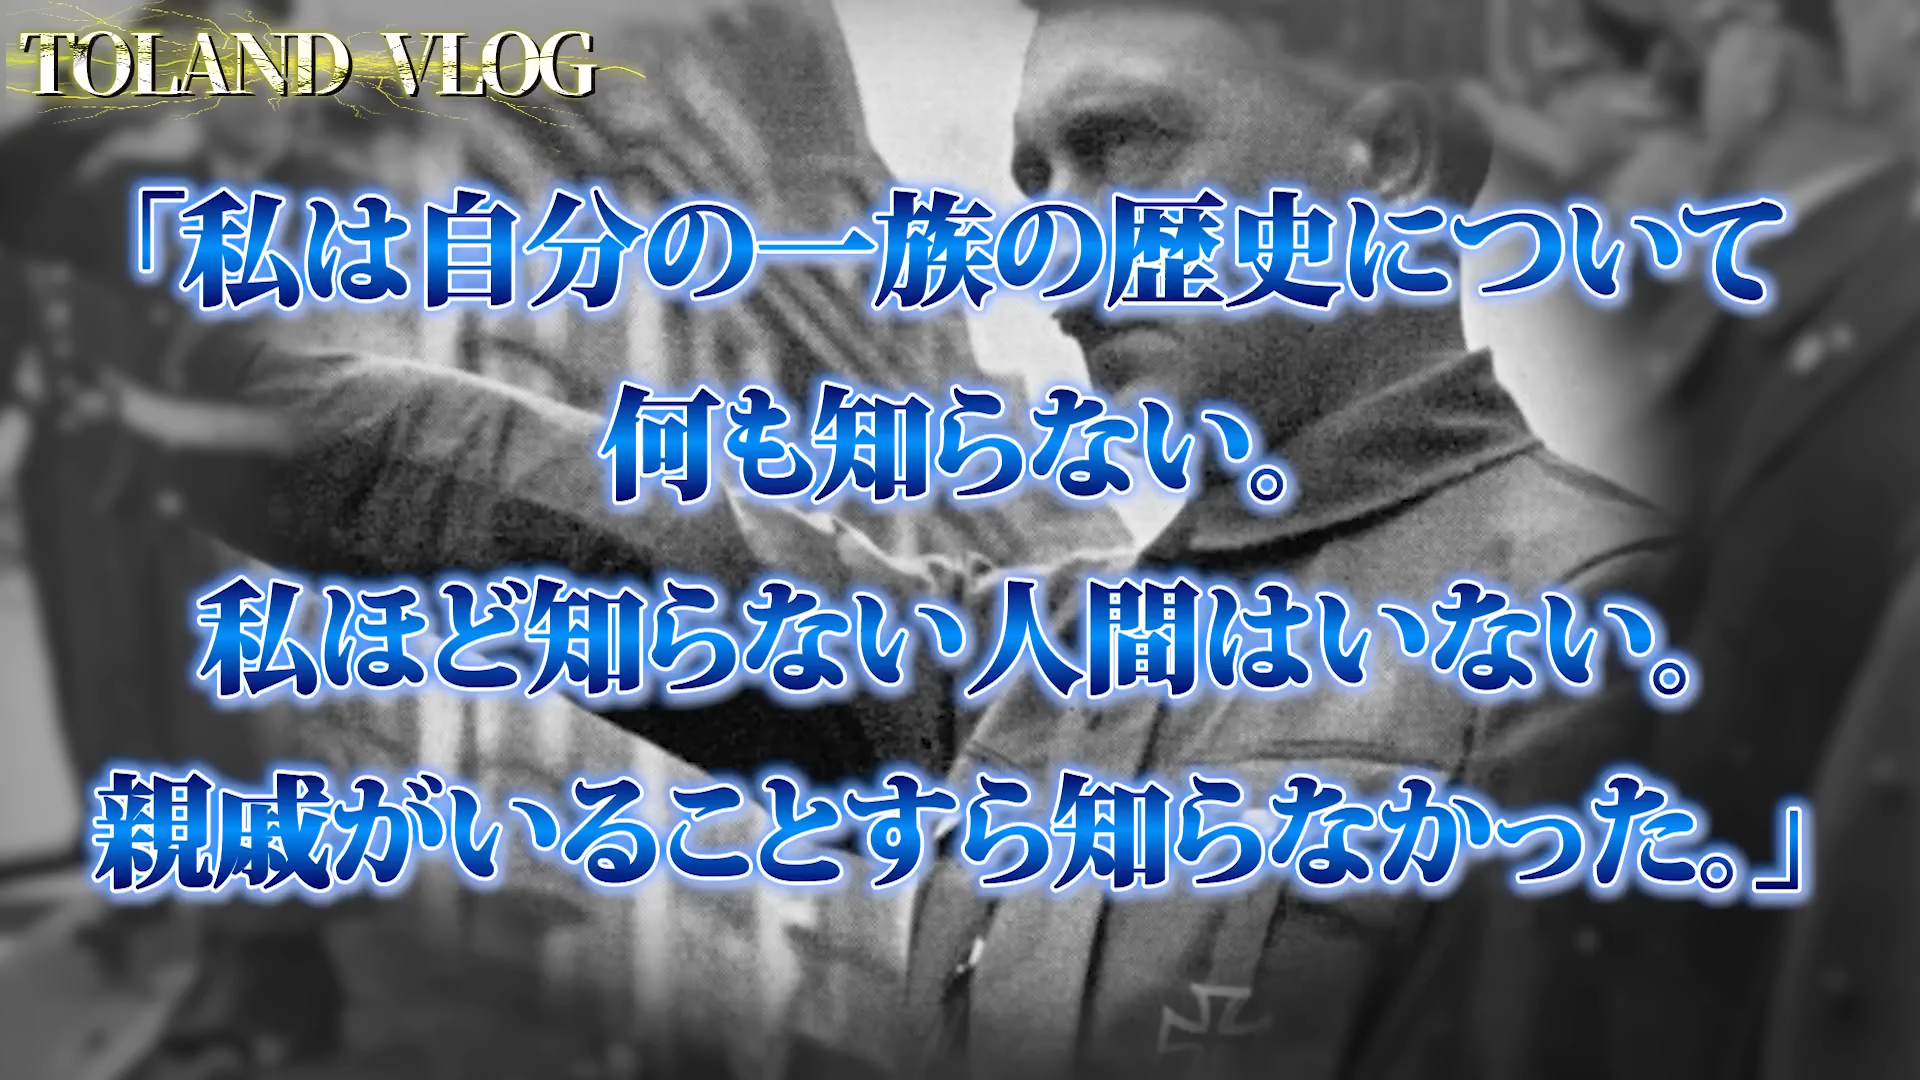 TOLAND VLOG
「私は自分の一族の歴史について
何も知らない。
私ほど知らない人間はいない。
親戚がいることすら知らなかった。」